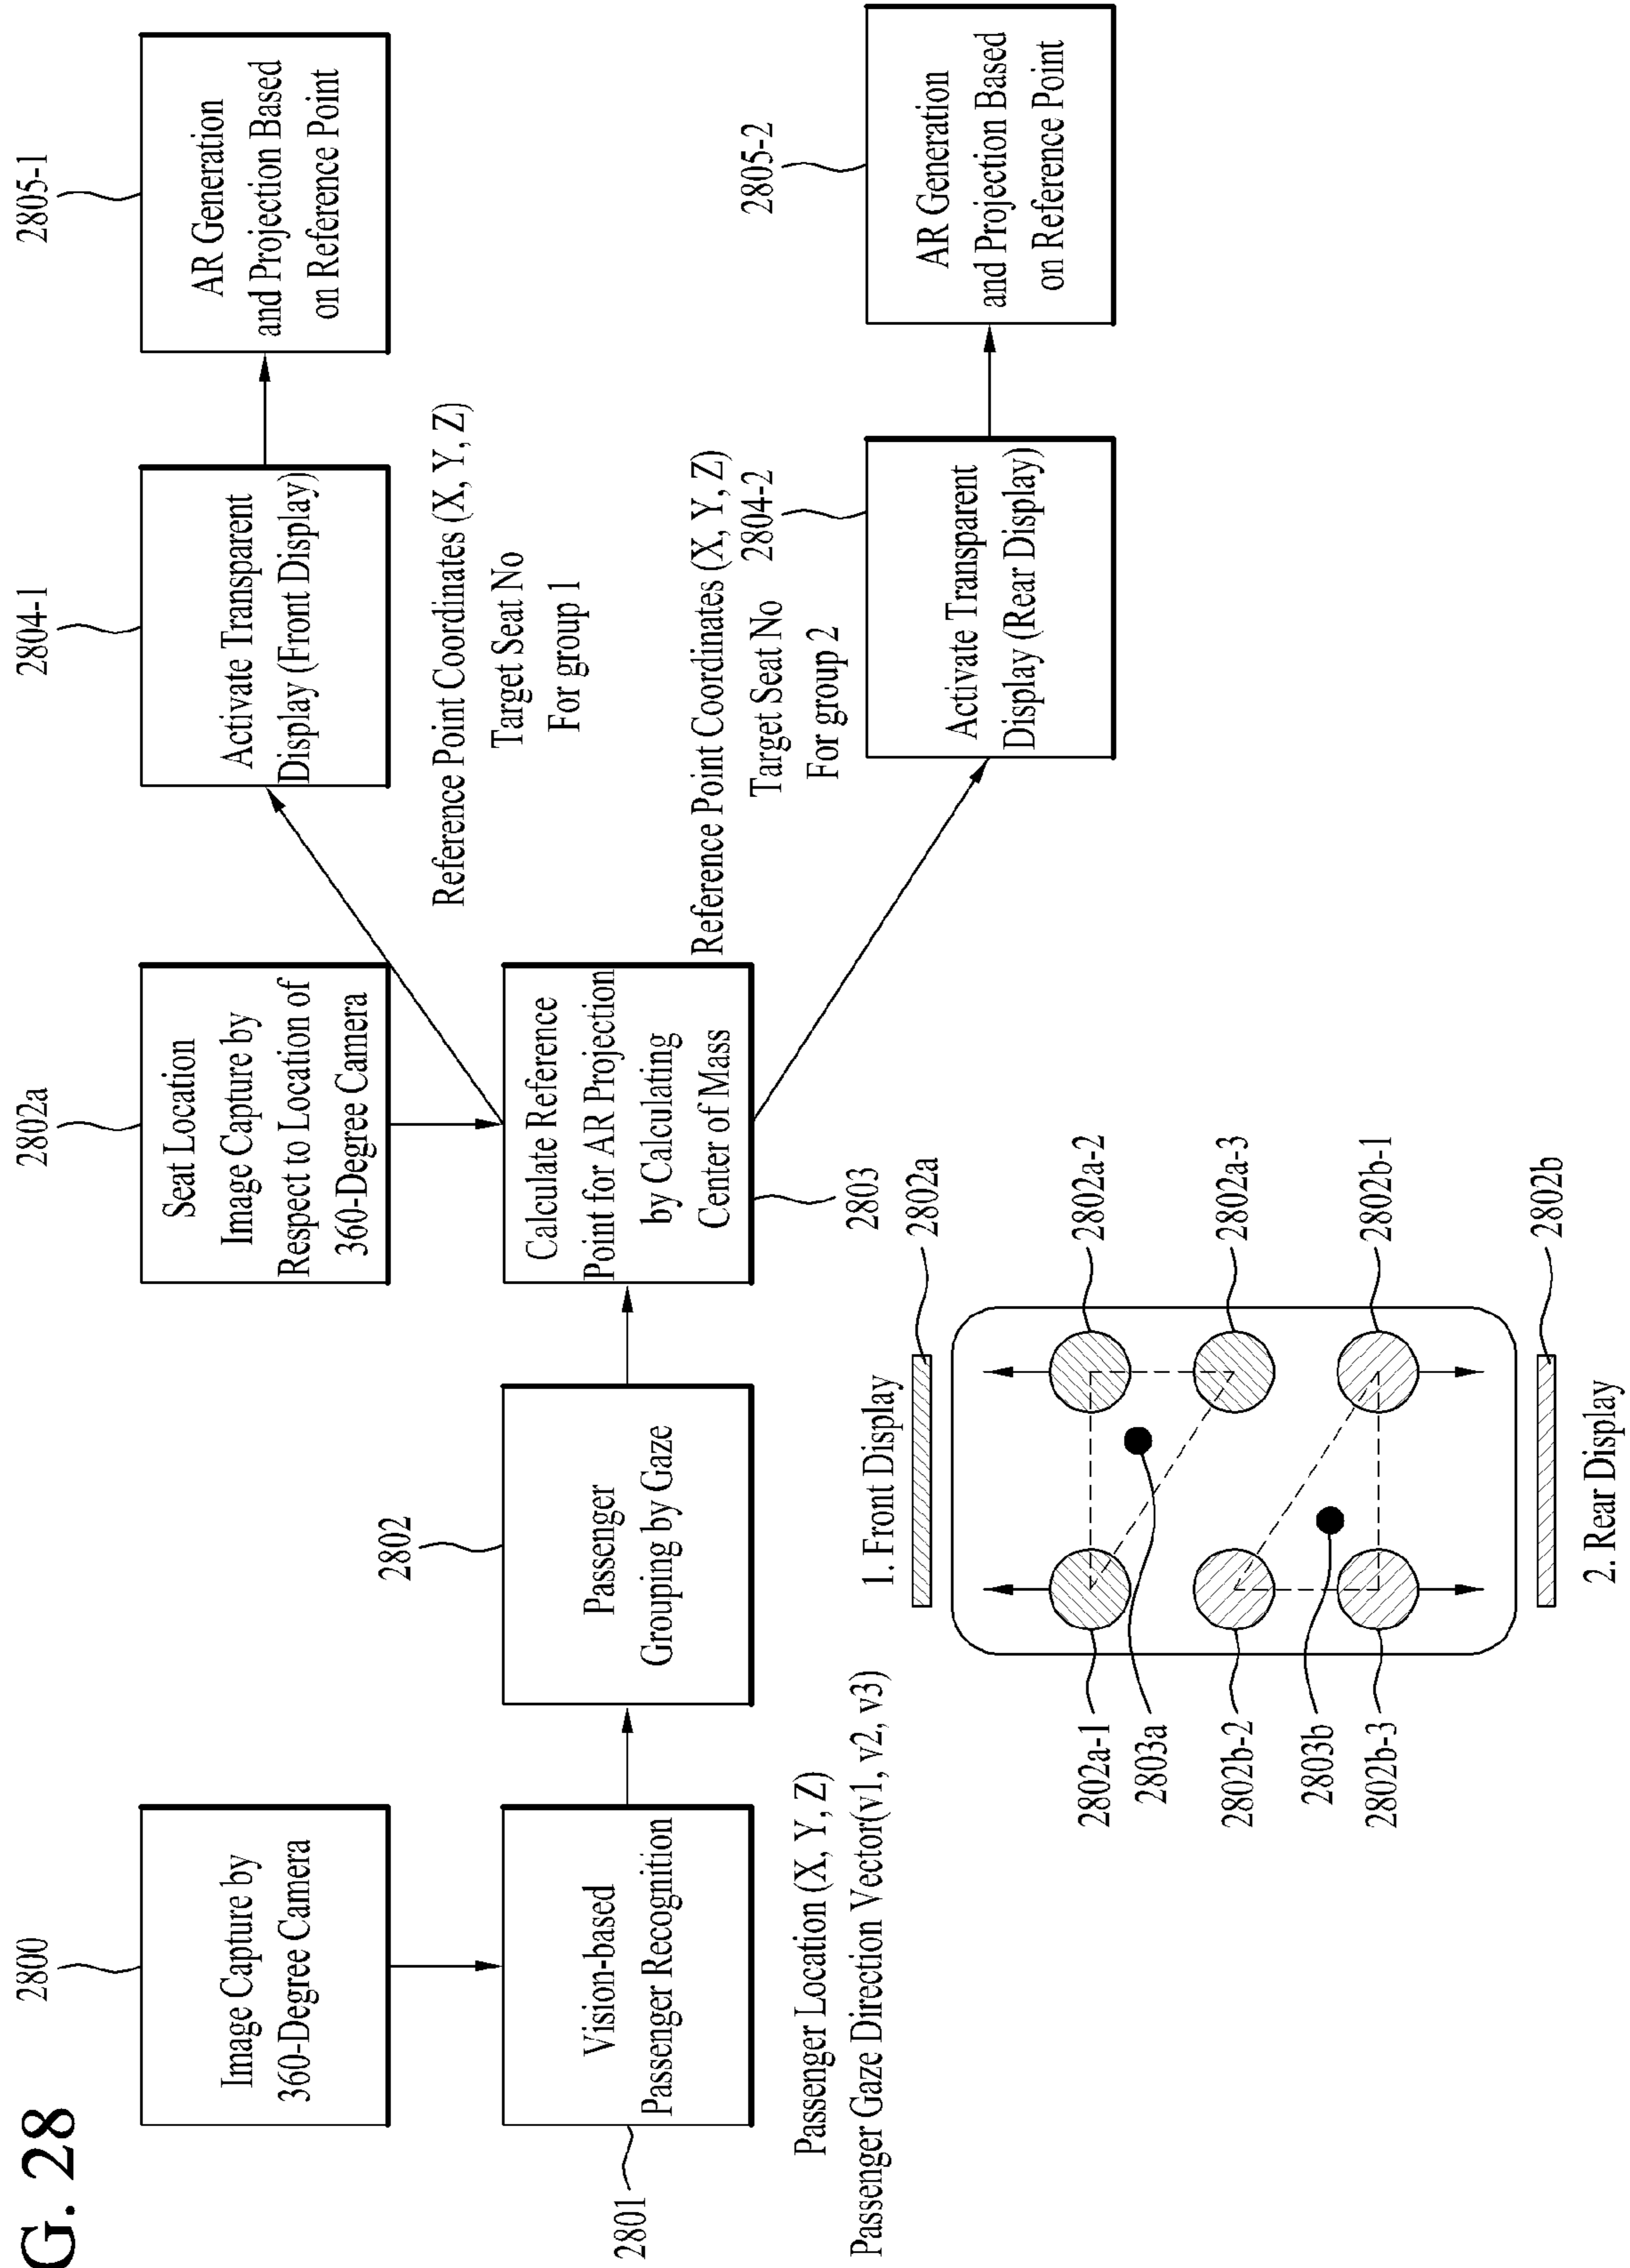 G. 28
2800
Image Capture by
360-Degree Camera
2801
Vision-based
Passenger Recognition
Passenger Location (X, Y, Z)
Passenger Gaze Direction Vector(v1, v2, v3)
2802
Passenger
Grouping by Gaze
2802a
Seat Location
Image Capture by
Respect to Location of
360-Degree Camera
Calculate Reference
Point for AR Projection
by Calculating
Center of Mass
2803
2804-1
Activate Transparent
Display (Front Display)
Reference Point Coordinates (X, Y, Z)
Target Seat No
For group 1
2805-1
AR Generation
and Projection Based
on Reference Point
Reference Point Coordinates (X, Y, Z)
Target Seat No
For group 2
2804-2
Activate Transparent
Display (Rear Display)
2805-2
AR Generation
and Projection Based
on Reference Point
1. Front Display
2802a
2802a-1
2802a-2
2803a
2802a-3
2802b-2
2802b-1
2803b
2802b-3
2802b
2. Rear Display